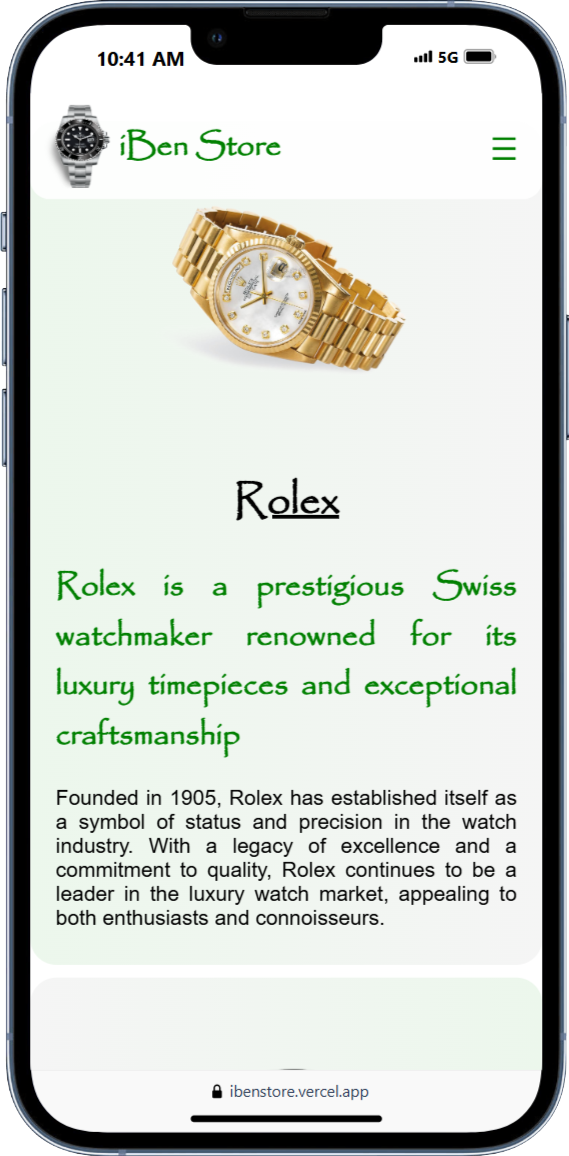 10:41 AM
5G
iBen Store
Rolex
Rolex is a prestigious Swiss
watchmaker renowned for its
luxury timepieces and exceptional
craftsmanship
Founded in 1905, Rolex has established itself as
a symbol of status and precision in the watch
industry. With a legacy of excellence and a
commitment to quality, Rolex continues to be a
leader in the luxury watch market, appealing to
both enthusiasts and connoisseurs.
ibenstore.vercel.app